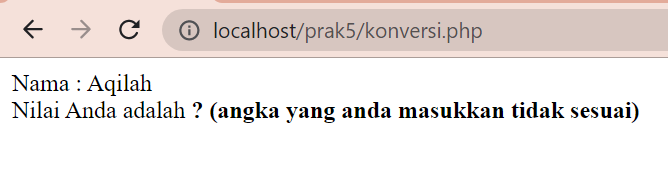 localhost/prak5/konversi.php
Nama : Aqilah
Nilai Anda adalah ? (angka yang anda masukkan tidak sesuai)